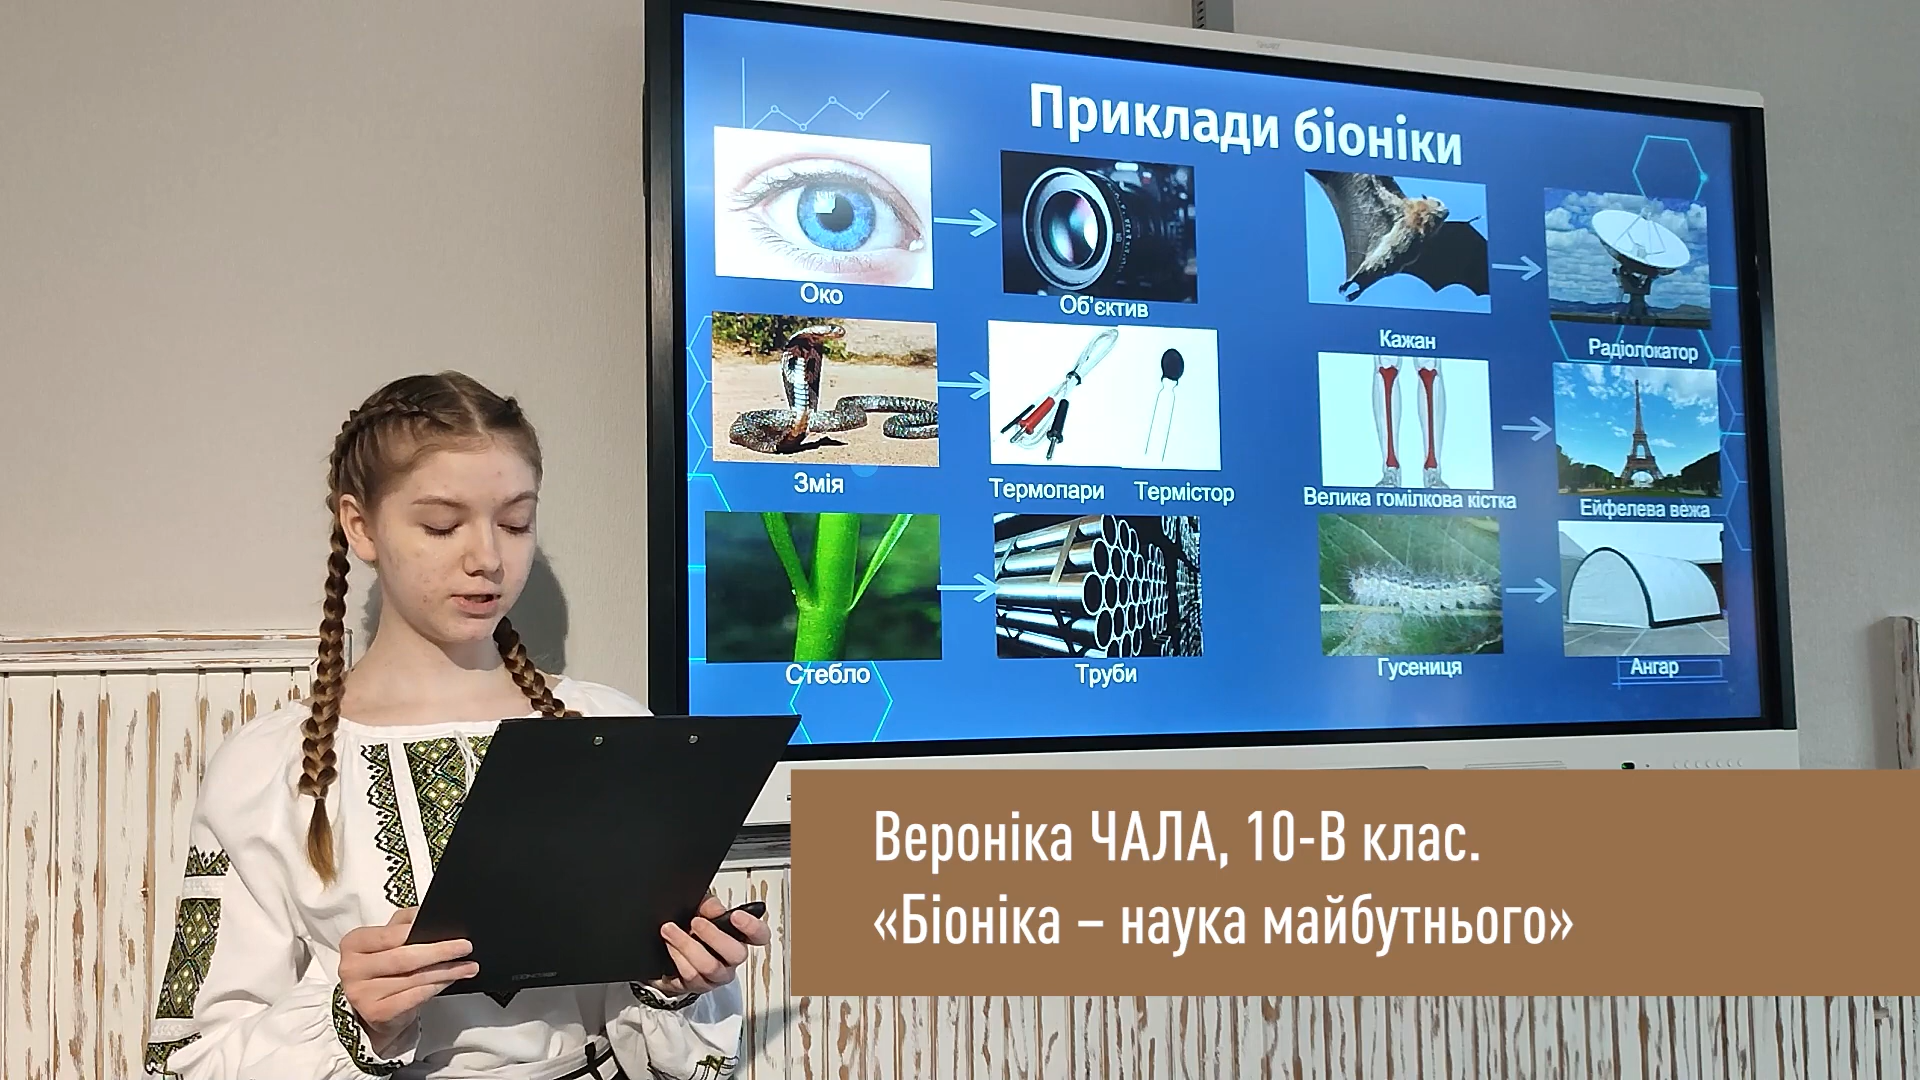 Приклади біоніки
Око
Об'єктив
Кажан
Радіолокатор
Змія
Термопари
Термістор
Велика гомілкова кістка
Ейфелева вежа
Стебло
Труби
Гусениця
Ангар
Вероніка ЧАЛА, 10-В клас.
«Біоніка – наука майбутнього»